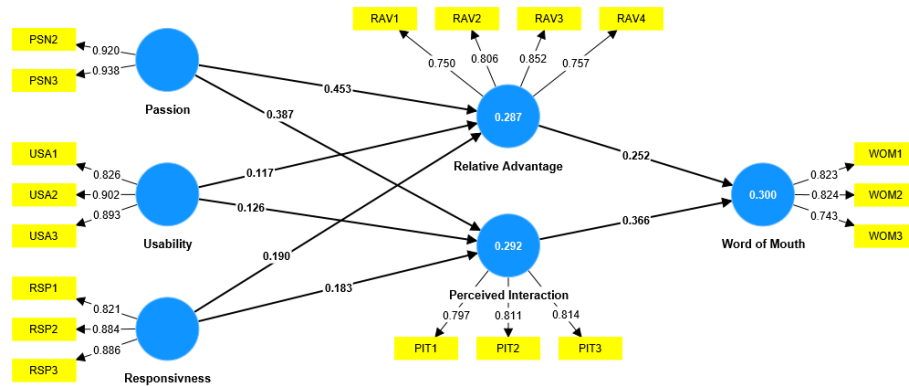 RAV1 RAV2 RAV3 RAV4
PSN2 0.920
PSN3 0.938
Passion
0.750 0.806 0.852 0.757
0.453
0.387
0.287
Relative Advantage
USA1 0.826
USA2 0.902
USA3 0.893
Usability
0.117
0.126
0.252
0.366
0.300
Word of Mouth
0.823 WOM1
0.824 WOM2
0.743 WOM3
0.190
0.183
0.292
Perceived Interaction
RSP1 0.821
RSP2 0.884
RSP3 0.886
Responsivness
0.797 0.811 0.814
PIT1 PIT2 PIT3